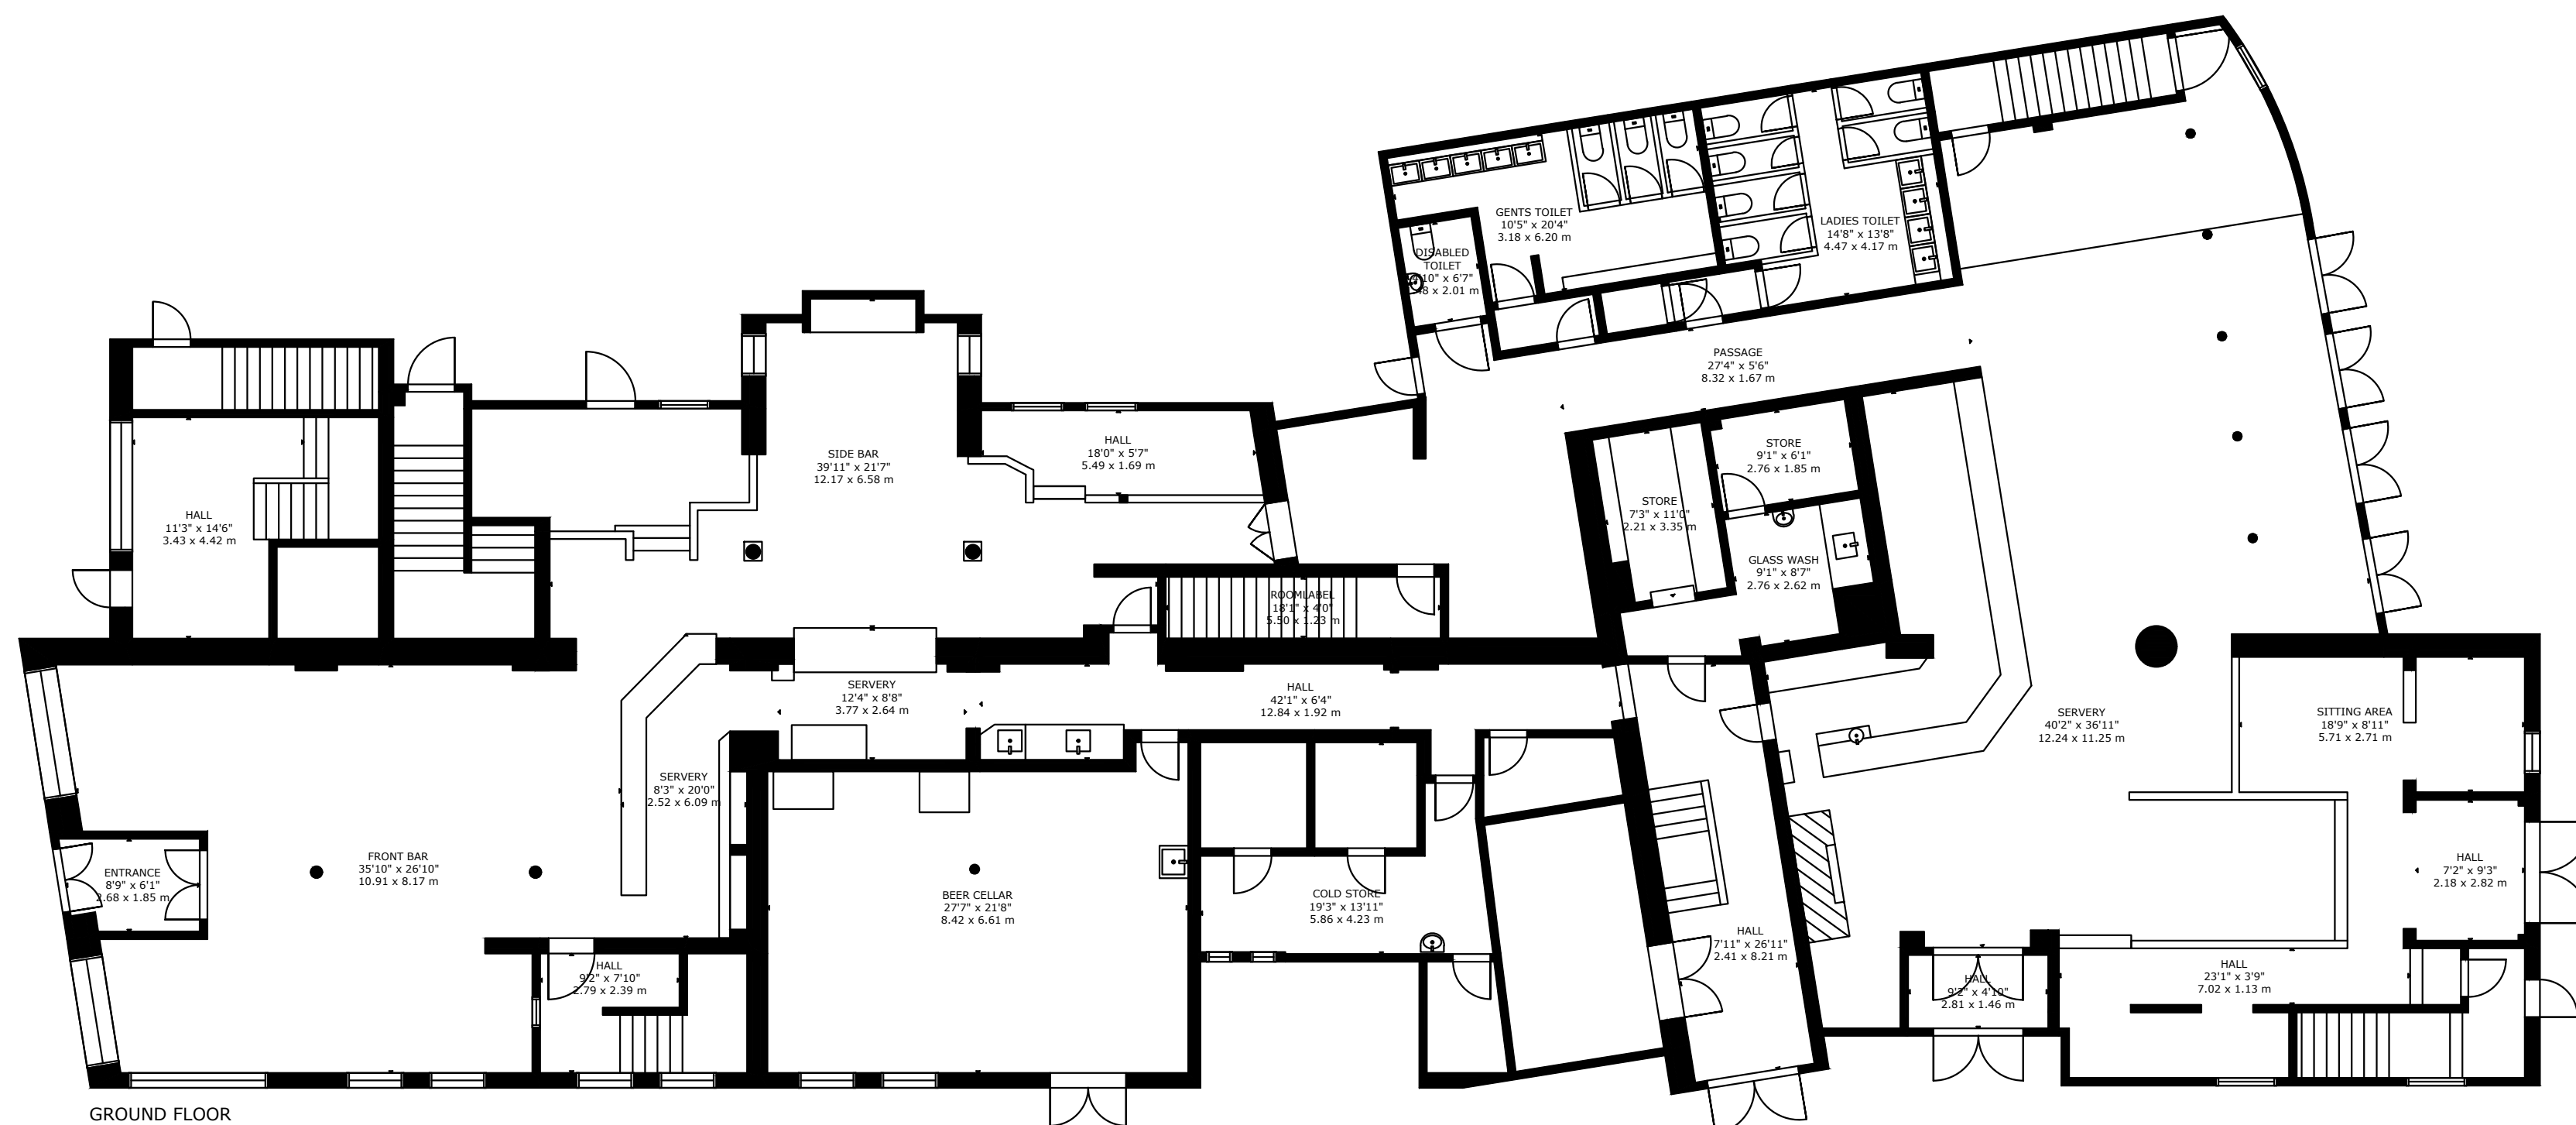 GENTS TOILET
10'5" x 20'4"
3.18 x 6.20 m
LADIES TOILET
14'8" x 13'8"
4.47 x 4.17 m
DISABLED
TOILET
10" x 6'7"
48 x 2.01 m
PASSAGE
27'4" x 5'6"
8.32 x 1.67 m
SIDE BAR
39'11" x 21'7"
12.17 x 6.58 m
HALL
18'0" x 5'7"
5.49 x 1.69 m
STORE
9'1" x 6'1"
2.76 x 1.85 m
STORE
7'3" x 11'0"
2.21 x 3.35 m
HALL
11'3" x 14'6"
3.43 x 4.42 m
GLASS WASH
9'1" x 8'7"
2.76 x 2.62 m
ROOMLABEL
18'1" x 4'0"
5.50 x 1.23 m
SERVERY
12'4" x 8'8"
3.77 x 2.64 m
HALL
42'1" x 6'4"
12.84 x 1.92 m
SERVERY
40'2" x 36'11"
12.24 x 11.25 m
SITTING AREA
18'9" x 8'11"
5.71 x 2.71 m
SERVERY
8'3" x 20'0"
2.52 x 6.09 m
FRONT BAR
35'10" x 26'10"
10.91 x 8.17 m
ENTRANCE
8'9" x 6'1"
2.68 x 1.85 m
BEER CELLAR
27'7" x 21'8"
8.42 x 6.61 m
COLD STORE
19'3" x 13'11"
5.86 x 4.23 m
HALL
7'2" x 9'3"
2.18 x 2.82 m
HALL
7'11" x 26'11"
2.41 x 8.21 m
HALL
9'2" x 7'10"
2.79 x 2.39 m
HALL
9'2" x 4'10"
2.81 x 1.46 m
HALL
23'1" x 3'9"
7.02 x 1.13 m
GROUND FLOOR